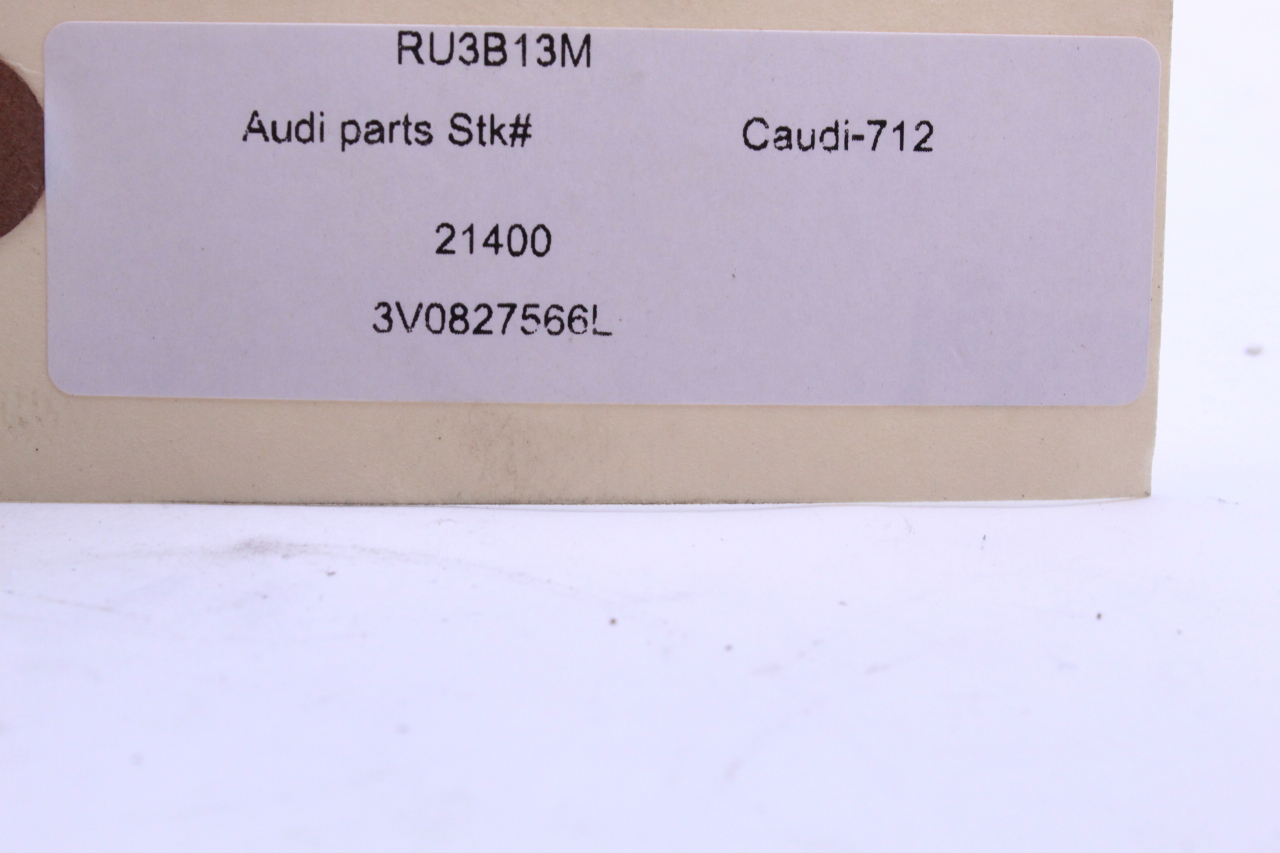 RU3B13M
Audi parts Stk# Caudi-712
21400
3V0827566L